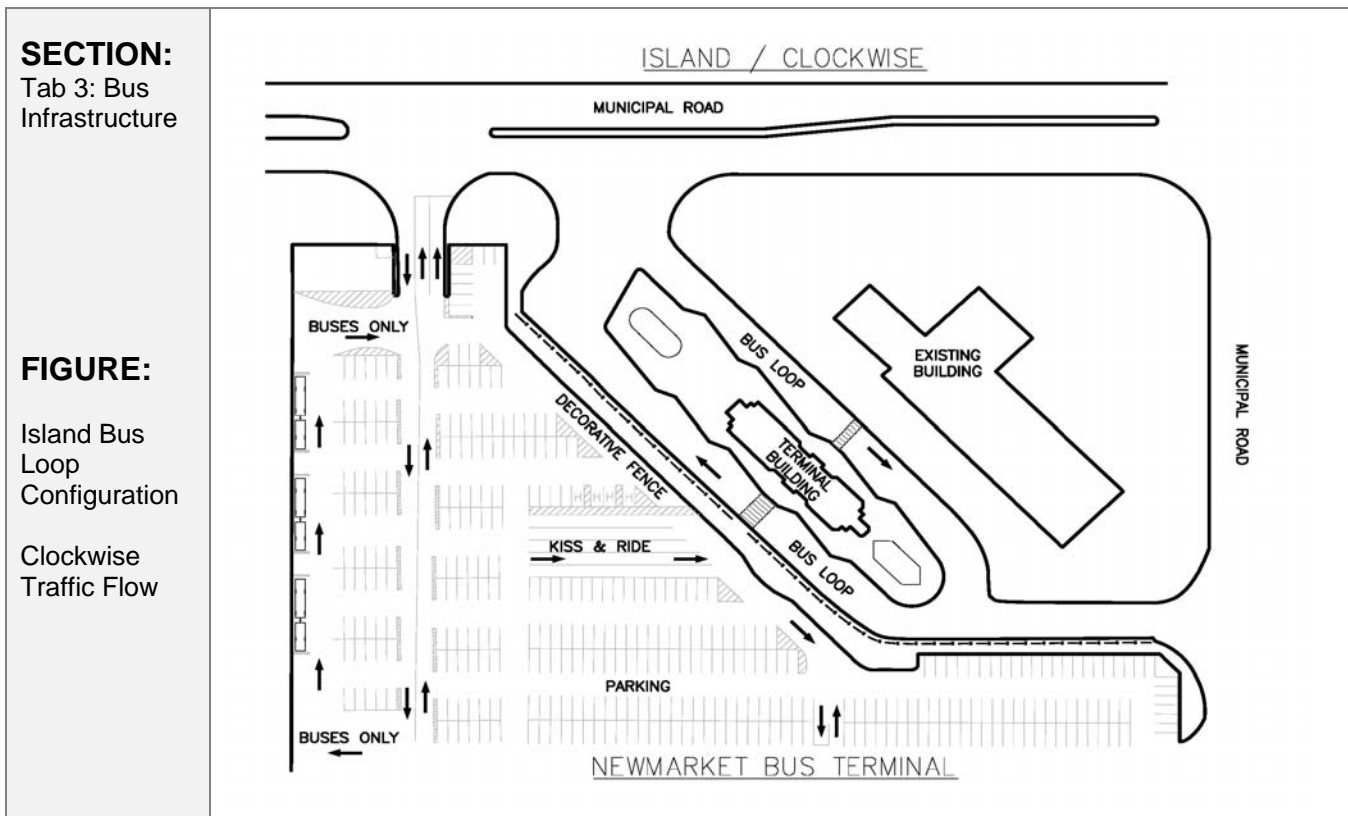 SECTION:
Tab 3: Bus
Infrastructure
FIGURE:
Island Bus
Loop
Configuration
Clockwise
Traffic Flow
ISLAND / CLOCKWISE
MUNICIPAL ROAD
BUSES ONLY
BUS LOOP
EXISTING
BUILDING
MUNICIPAL ROAD
DECORATIVE FENCE
TERMINAL
BUILDING
KISS & RIDE
BUS LOOP
PARKING
BUSES ONLY
NEWMARKET BUS TERMINAL